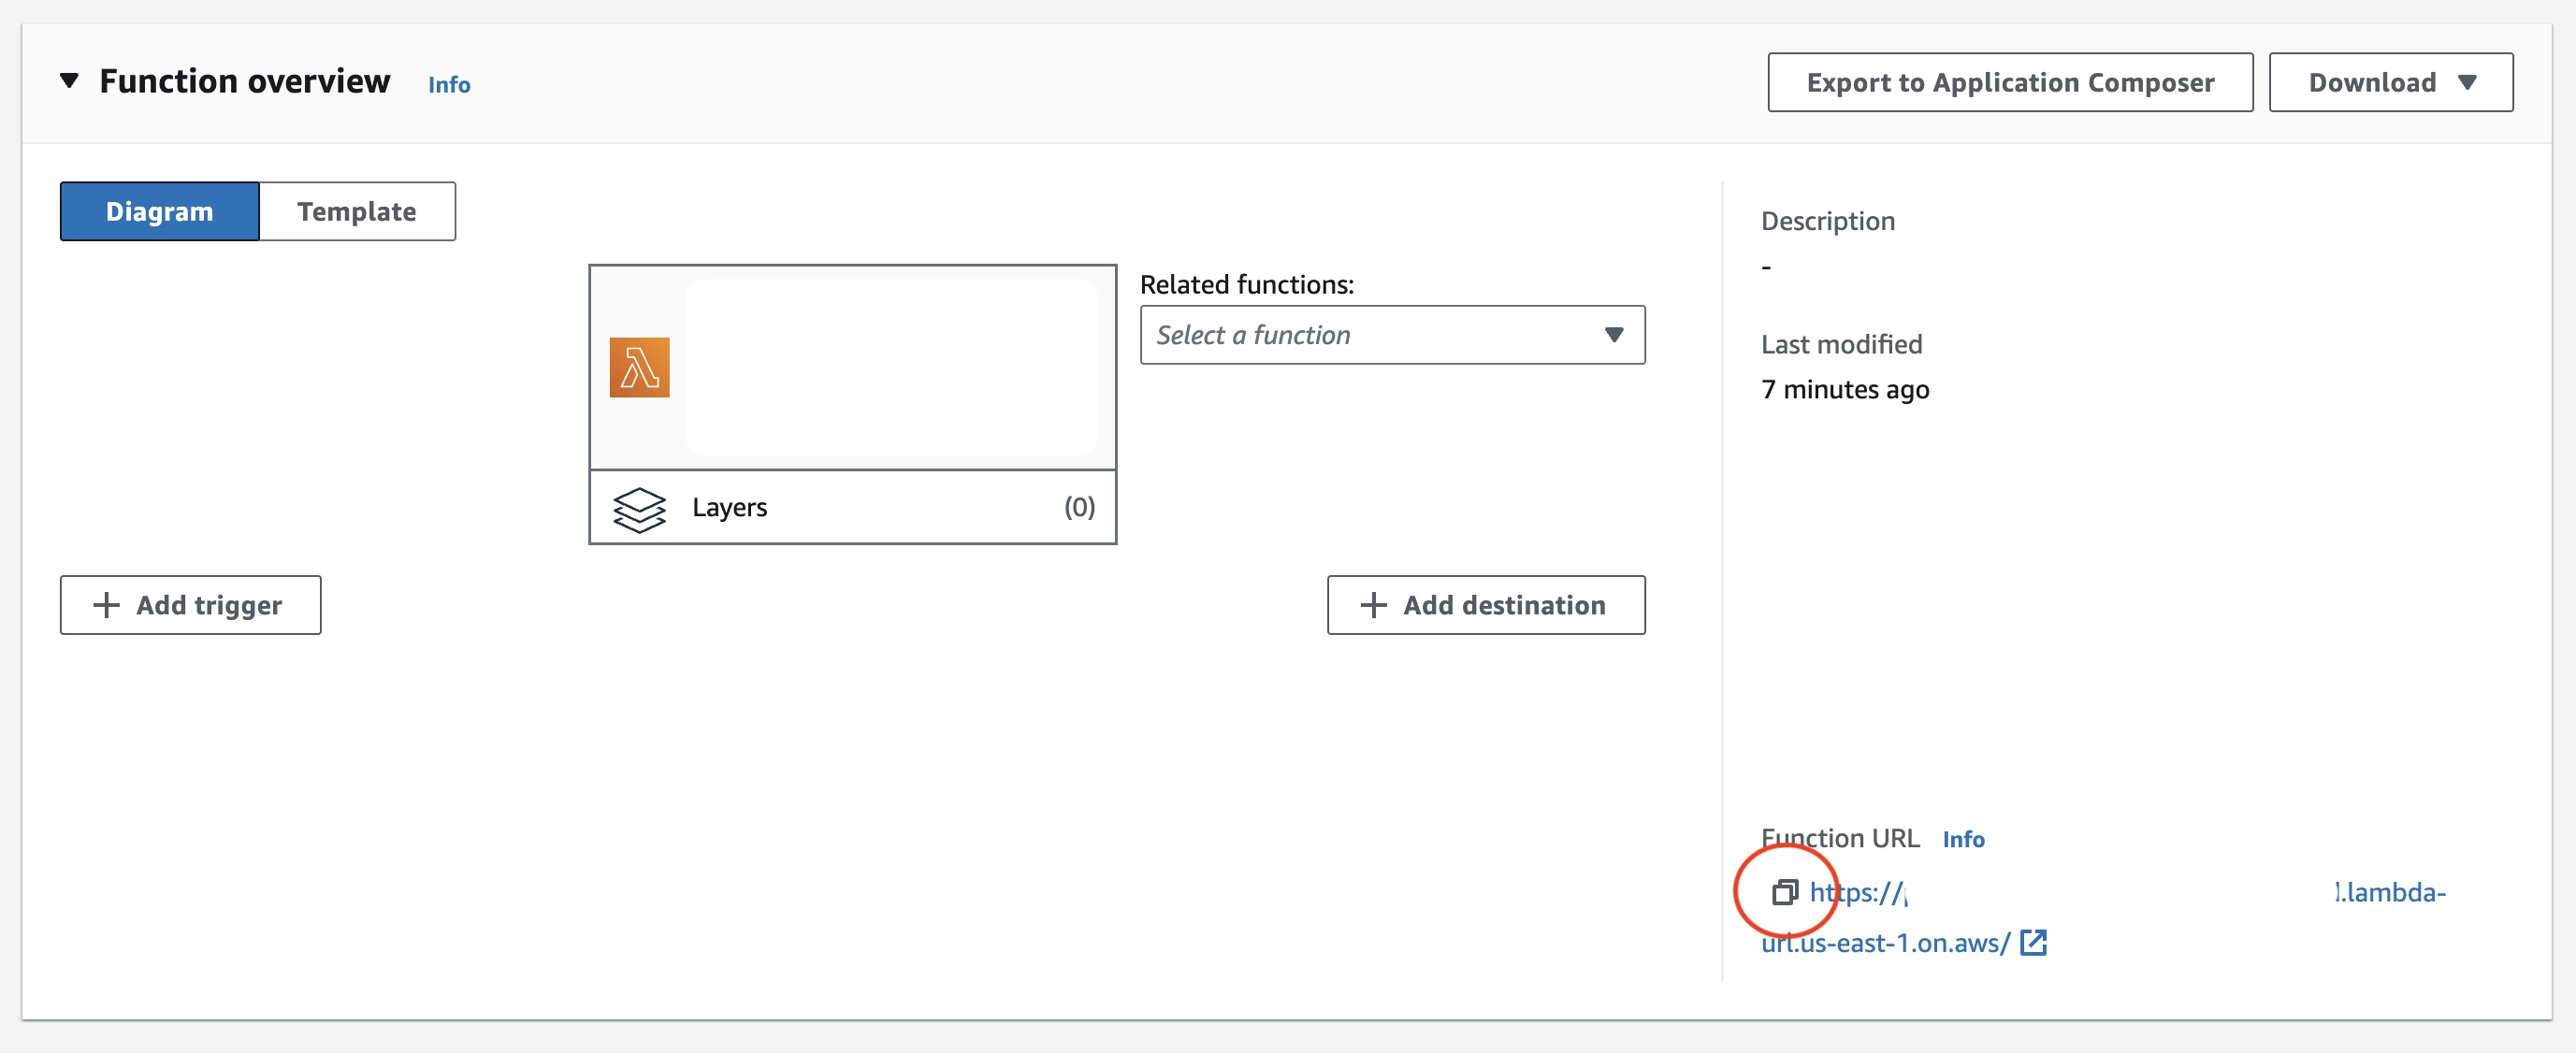 Function overview Info
Export to Application Composer
Download
Diagram
Template
Related functions:
Select a function
Layers
(0)
Add trigger
Add destination
Description
-
Last modified
7 minutes ago
Function URL Info
https://
.lambda-
url.us-east-1.on.aws/